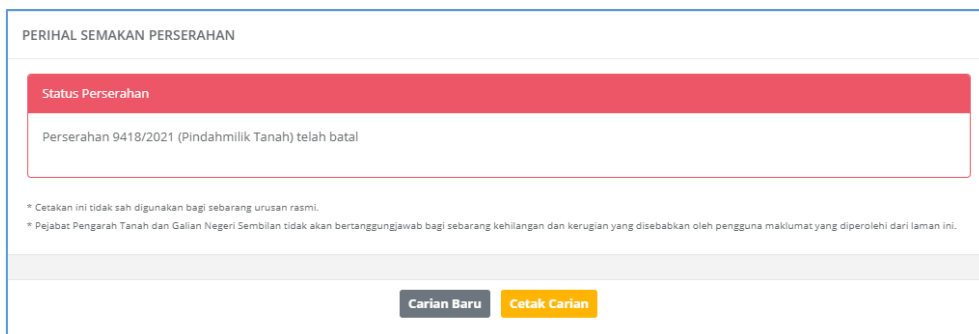 PERIHAL SEMAKAN PERSERAHAN
Status Perserahan
Perserahan 9418/2021 (Pindahmilik Tanah) telah batal
* Cetakan ini tidak sah digunakan bagi sebarang urusan rasmi.
* Pejabat Pengarah Tanah dan Galian Negeri Sembilan tidak akan bertanggungjawab bagi sebarang kehilangan dan kerugian yang disebabkan oleh pengguna maklumat yang diperolehi dari laman ini.
Carian Baru
Cetak Carian